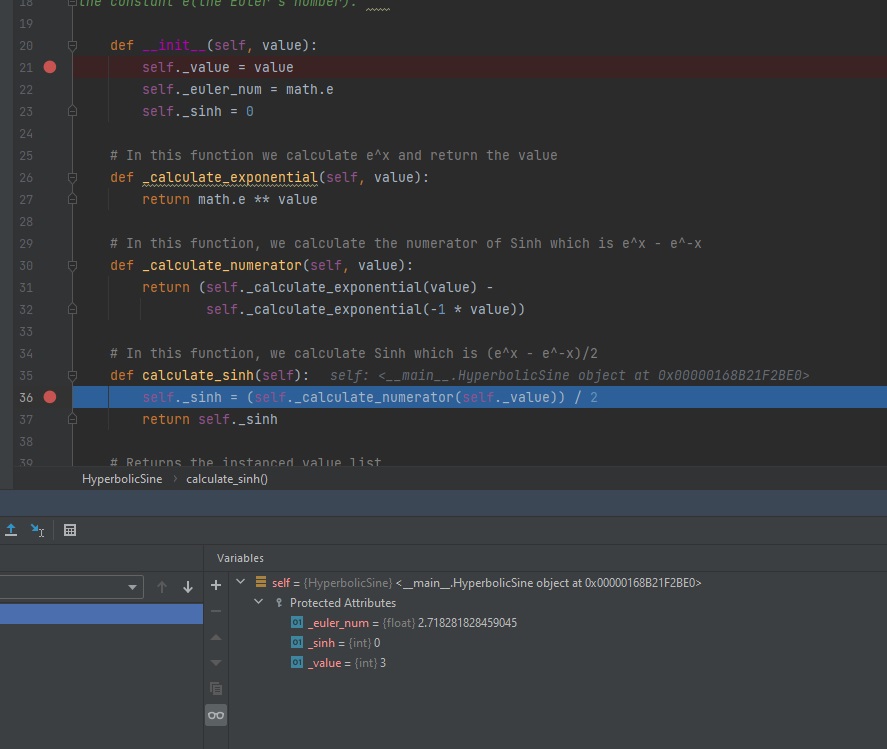 18 the constant e(the Euler's number).
19
20 def __init__(self, value):
21 self._value = value
22 self._euler_num = math.e
23 self._sinh = 0
24
25 # In this function we calculate e^x and return the value
26 def _calculate_exponential(self, value):
27 return math.e ** value
28
29 # In this function, we calculate the numerator of Sinh which is e^x - e^-x
30 def _calculate_numerator(self, value):
31 return (self._calculate_exponential(value) -
32 self._calculate_exponential(-1 * value))
33
34 # In this function, we calculate Sinh which is (e^x - e^-x)/2
35 def calculate_sinh(self): self: <__main__.HyperbolicSine object at 0x00000168B21F2BE0>
36 self._sinh = (self._calculate_numerator(self._value)) / 2
37 return self._sinh
38
39 # Returns the instanced value list
HyperbolicSine › calculate_sinh()
Variables
self = {HyperbolicSine} <__main__.HyperbolicSine object at 0x00000168B21F2BE0>
Protected Attributes
01 _euler_num = {float} 2.718281828459045
01 _sinh = {int} 0
01 _value = {int} 3